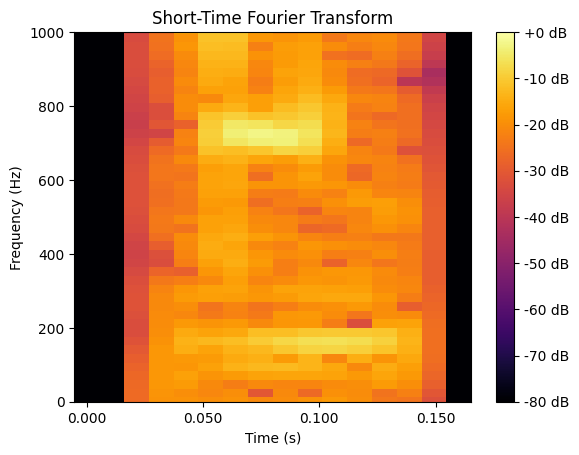 Short-Time Fourier Transform
1000
800
600
400
200
0
Frequency (Hz)
0.000 0.050 0.100 0.150
Time (s)
+0 dB
-10 dB
-20 dB
-30 dB
-40 dB
-50 dB
-60 dB
-70 dB
-80 dB